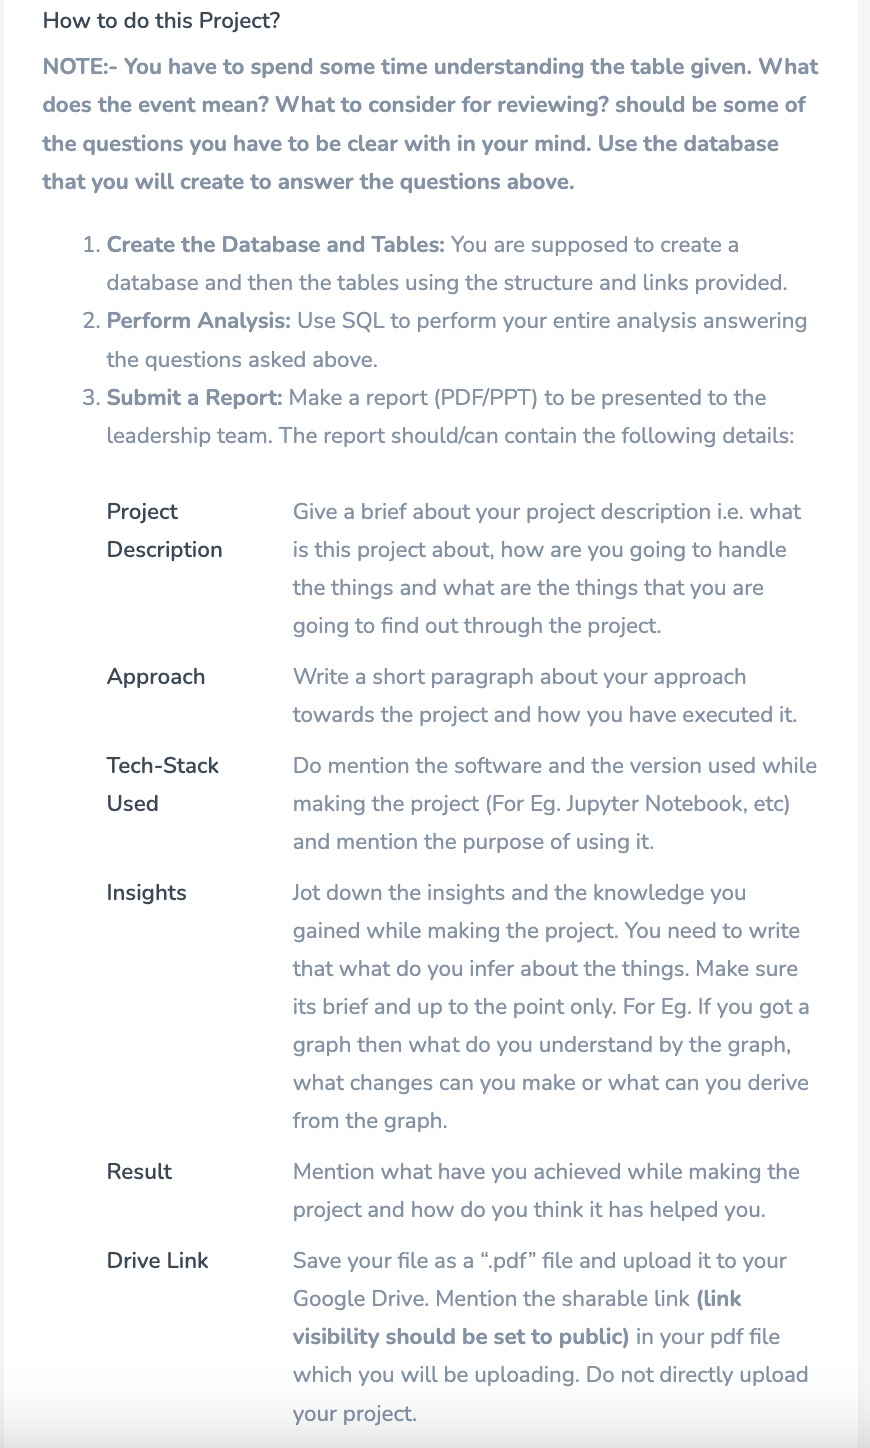 How to do this Project?
NOTE:- You have to spend some time understanding the table given. What
does the event mean? What to consider for reviewing? should be some of
the questions you have to be clear with in your mind. Use the database
that you will create to answer the questions above.
1. Create the Database and Tables: You are supposed to create a
database and then the tables using the structure and links provided.
2. Perform Analysis: Use SQL to perform your entire analysis answering
the questions asked above.
3. Submit a Report: Make a report (PDF/PPT) to be presented to the
leadership team. The report should/can contain the following details:
Project
Description
Give a brief about your project description i.e. what
is this project about, how are you going to handle
the things and what are the things that you are
going to find out through the project.
Approach
Write a short paragraph about your approach
towards the project and how you have executed it.
Tech-Stack
Used
Do mention the software and the version used while
making the project (For Eg. Jupyter Notebook, etc)
and mention the purpose of using it.
Insights
Jot down the insights and the knowledge you
gained while making the project. You need to write
that what do you infer about the things. Make sure
its brief and up to the point only. For Eg. If you got a
graph then what do you understand by the graph,
what changes can you make or what can you derive
from the graph.
Result
Mention what have you achieved while making the
project and how do you think it has helped you.
Drive Link
Save your file as a “.pdf” file and upload it to your
Google Drive. Mention the sharable link (link
visibility should be set to public) in your pdf file
which you will be uploading. Do not directly upload
your project.